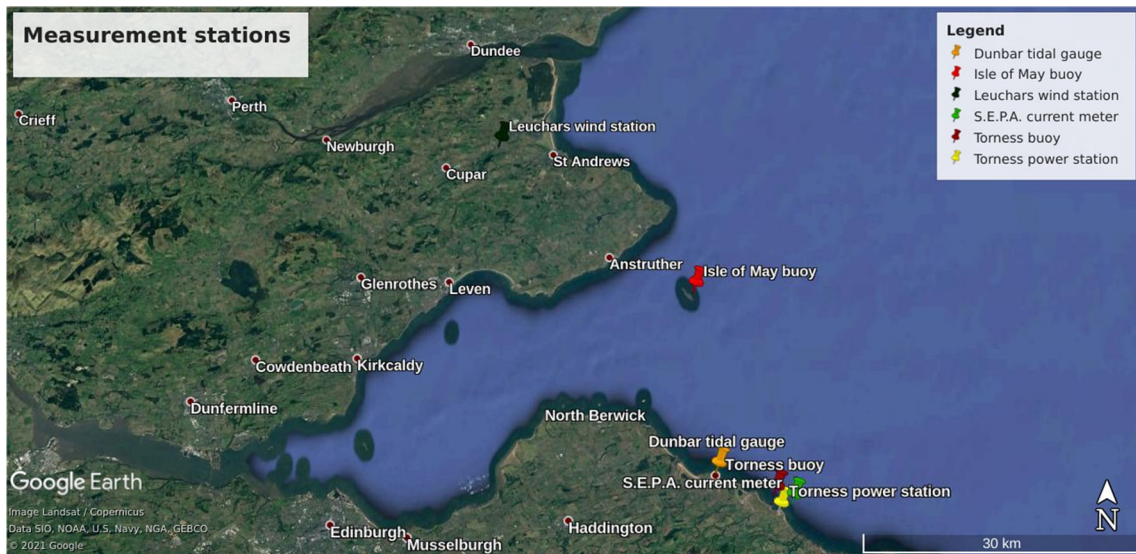 Measurement stations
Legend
Dunbar tidal gauge
Isle of May buoy
Leuchars wind station
S.E.P.A. current meter
Torness buoy
Torness power station
Dundee
Perth
Crieff
Leuchars wind station
Newburgh
St Andrews
Cupar
Anstruther
Isle of May buoy
Glenrothes
Leven
Cowdenbeath
Kirkcaldy
Dunfermline
North Berwick
Dunbar tidal gauge
Torness buoy
S.E.P.A. current meter
Torness power station
Google Earth
Image Landsat / Copernicus
Data SIO, NOAA, U.S. Navy, NGA, GEBCO
© 2021 Google
Edinburgh
Musselburgh
Haddington
N
30 km